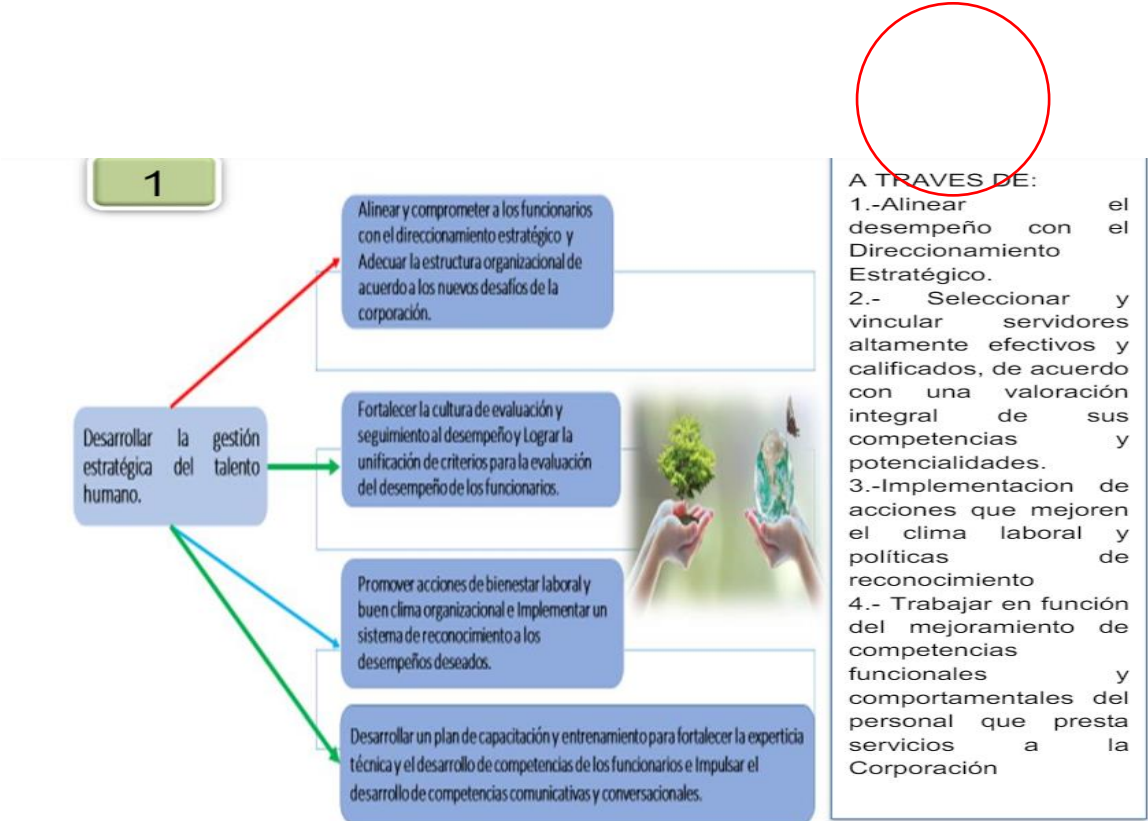 1
Alinear y comprometer a los funcionarios
con el direccionamiento estratégico y
Adecuar la estructura organizacional de
acuerdo a los nuevos desafíos de la
corporación.
Desarrollar la gestión
estratégica del talento
humano.
Fortalecer la cultura de evaluación y
seguimiento al desempeño y Lograr la
unificación de criterios para la evaluación
del desempeño de los funcionarios.
Promover acciones de bienestar laboral y
buen clima organizacional e Implementar un
sistema de reconocimiento a los
desempeños deseados.
Desarrollar un plan de capacitación y entrenamiento para fortalecer la experticia
técnica y el desarrollo de competencias de los funcionarios e Impulsar el
desarrollo de competencias comunicativas y conversacionales.
A TRAVES DE:
1.-Alinear el
desempeño con el
Direccionamiento
Estratégico.
2.- Seleccionar y
vincular servidores
altamente efectivos y
calificados, de acuerdo
con una valoración
integral de sus
competencias y
potencialidades.
3.-Implementacion de
acciones que mejoren
el clima laboral y
políticas de
reconocimiento
4.- Trabajar en función
del mejoramiento de
competencias
funcionales y
comportamentales del
personal que presta
servicios a la
Corporación